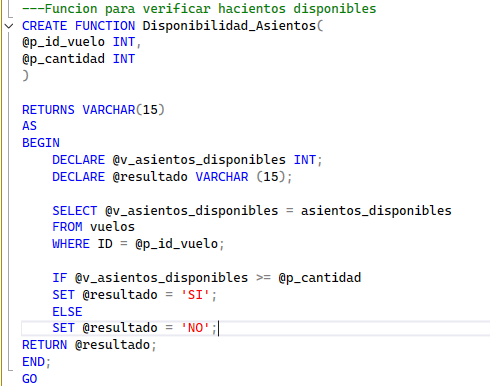 ---Funcion para verificar hacientos disponibles
CREATE FUNCTION Disponibilidad_Asientos(
@p_id_vuelo INT,
@p_cantidad INT
)
RETURNS VARCHAR(15)
AS
BEGIN
DECLARE @v_asientos_disponibles INT;
DECLARE @resultado VARCHAR (15);
SELECT @v_asientos_disponibles = asientos_disponibles
FROM vuelos
WHERE ID = @p_id_vuelo;
IF @v_asientos_disponibles >= @p_cantidad
SET @resultado = 'SI';
ELSE
SET @resultado = 'NO';
RETURN @resultado;
END;
GO